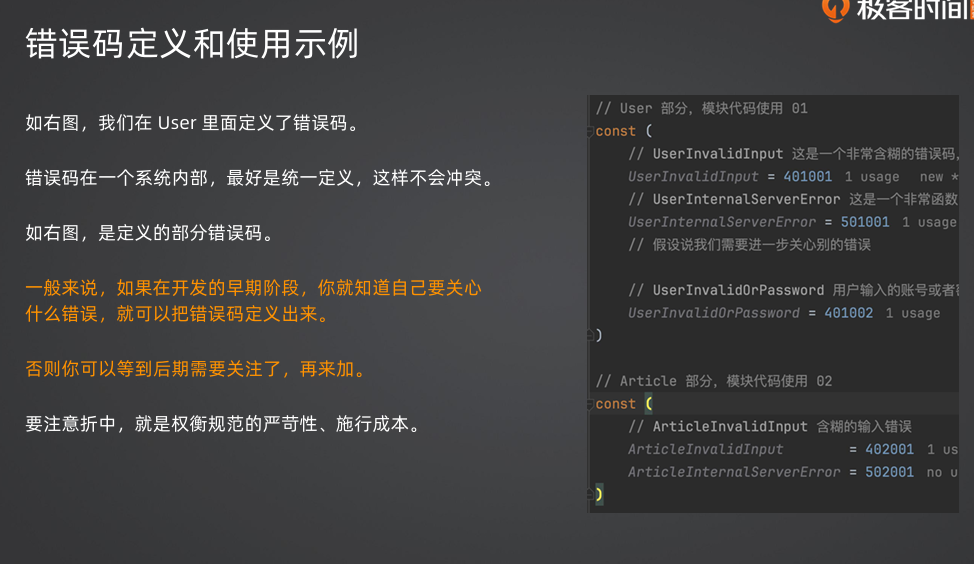 极客时间
错误码定义和使用示例
如右图，我们在 User 里面定义了错误码。
错误码在一个系统内部，最好是统一定义，这样不会冲突。
如右图，是定义的部分错误码。
一般来说，如果在开发的早期阶段，你就知道自己要关心
什么错误，就可以把错误码定义出来。
否则你可以等到后期需要关注了，再来加。
要注意折中，就是权衡规范的严苛性、施行成本。
// User 部分，模块代码使用 01
const (
// UserInvalidInput 这是一个非常含糊的错误码，
UserInvalidInput = 401001 1 usage new *
// UserInternalServerError 这是一个非常函数
UserInternalServerError = 501001 1 usage
// 假设说我们需要进一步关心别的错误
// UserInvalidOrPassword 用户输入的账号或者
UserInvalidOrPassword = 401002 1 usage
)
// Article 部分，模块代码使用 02
const (
// ArticleInvalidInput 含糊的输入错误
ArticleInvalidInput = 402001 1 us
ArticleInternalServerError = 502001 no u
)